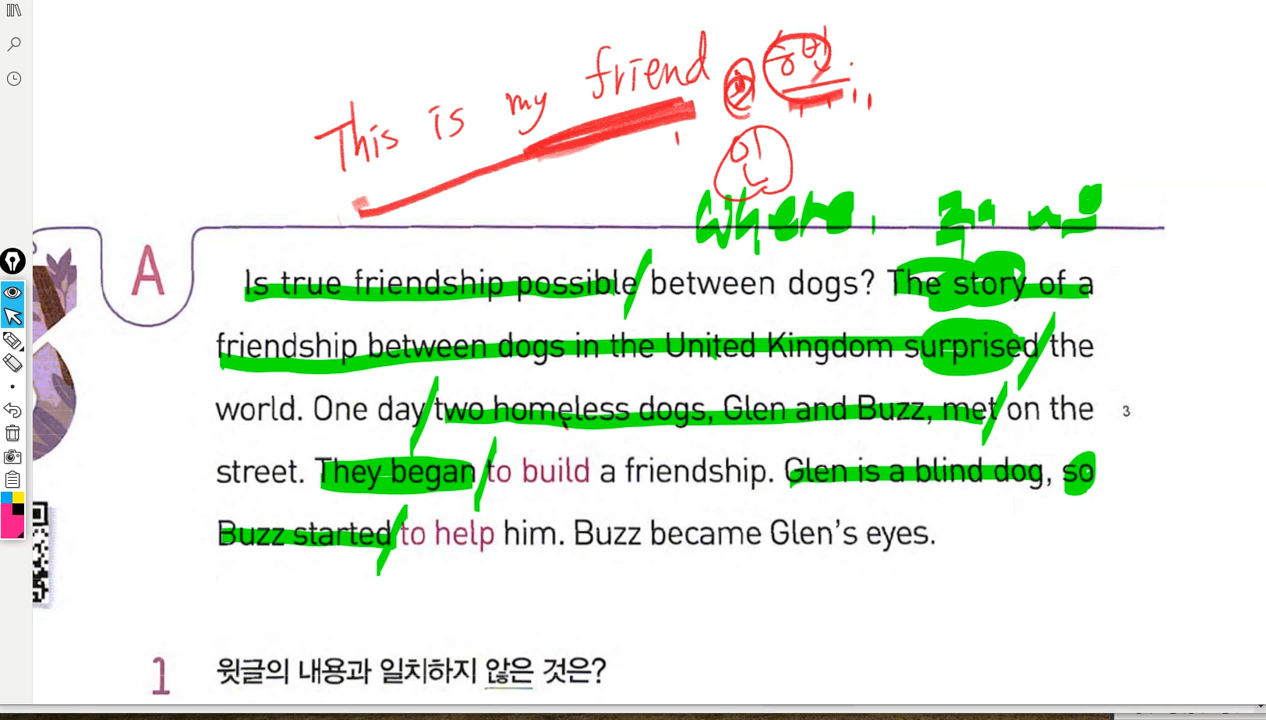 This is my friend
where
A
Is true friendship possible between dogs? The story of a
friendship between dogs in the United Kingdom surprised the
world. One day two homeless dogs, Glen and Buzz, met on the
3
street. They began to build a friendship. Glen is a blind dog, so
Buzz started to help him. Buzz became Glen's eyes.
1 윗글의 내용과 일치하지 않은 것은?